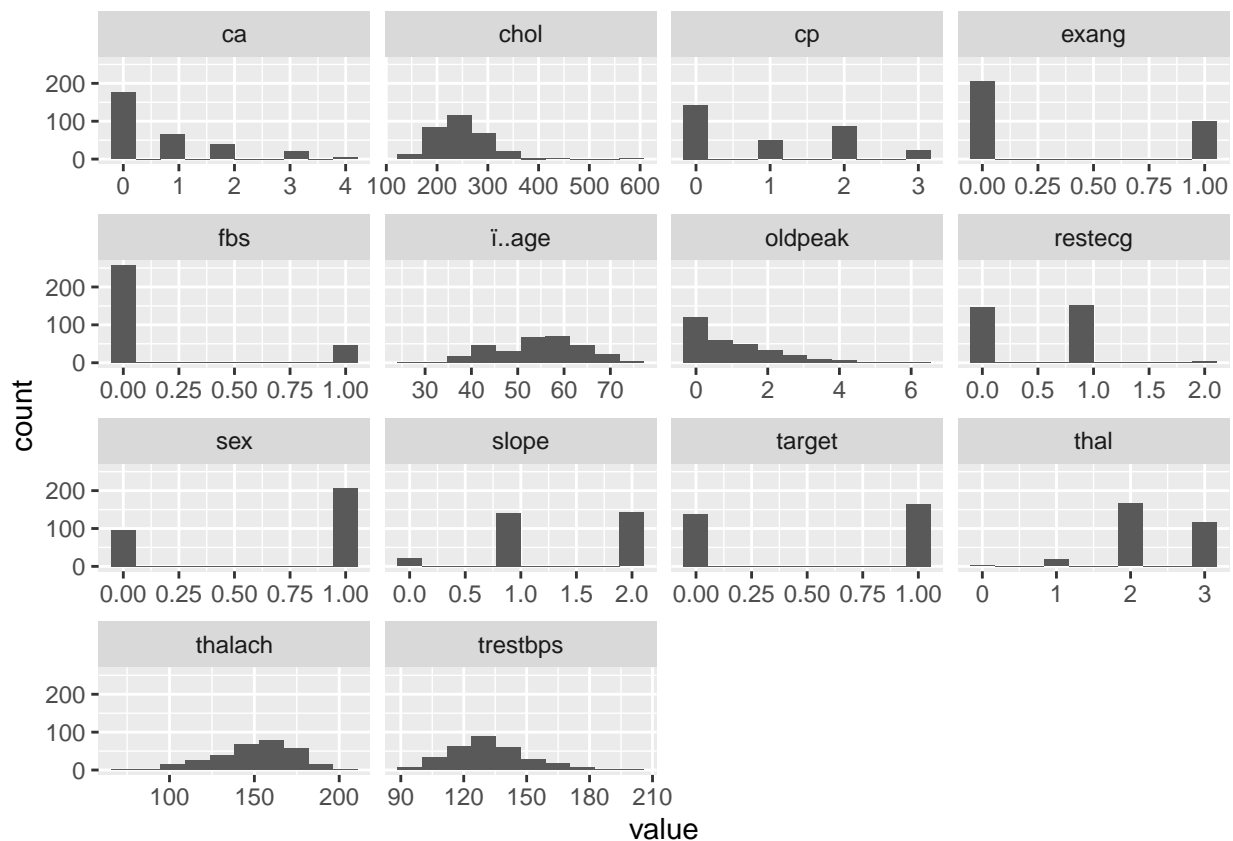 ca chol cp exang
200
100
0
0 1 2 3 4 100 200 300 400 500 600 0 1 2 3 0.00 0.25 0.50 0.75 1.00
fbs ï..age oldpeak restecg
200
100
0
0.00 0.25 0.50 0.75 1.00 30 40 50 60 70 0 2 4 6 0.0 0.5 1.0 1.5 2.0
count
sex slope target thal
200
100
0
0.00 0.25 0.50 0.75 1.00 0.0 0.5 1.0 1.5 2.0 0.00 0.25 0.50 0.75 1.00 0 1 2 3
thalach trestbps
200
100
0
100 150 200 90 120 150 180 210
value